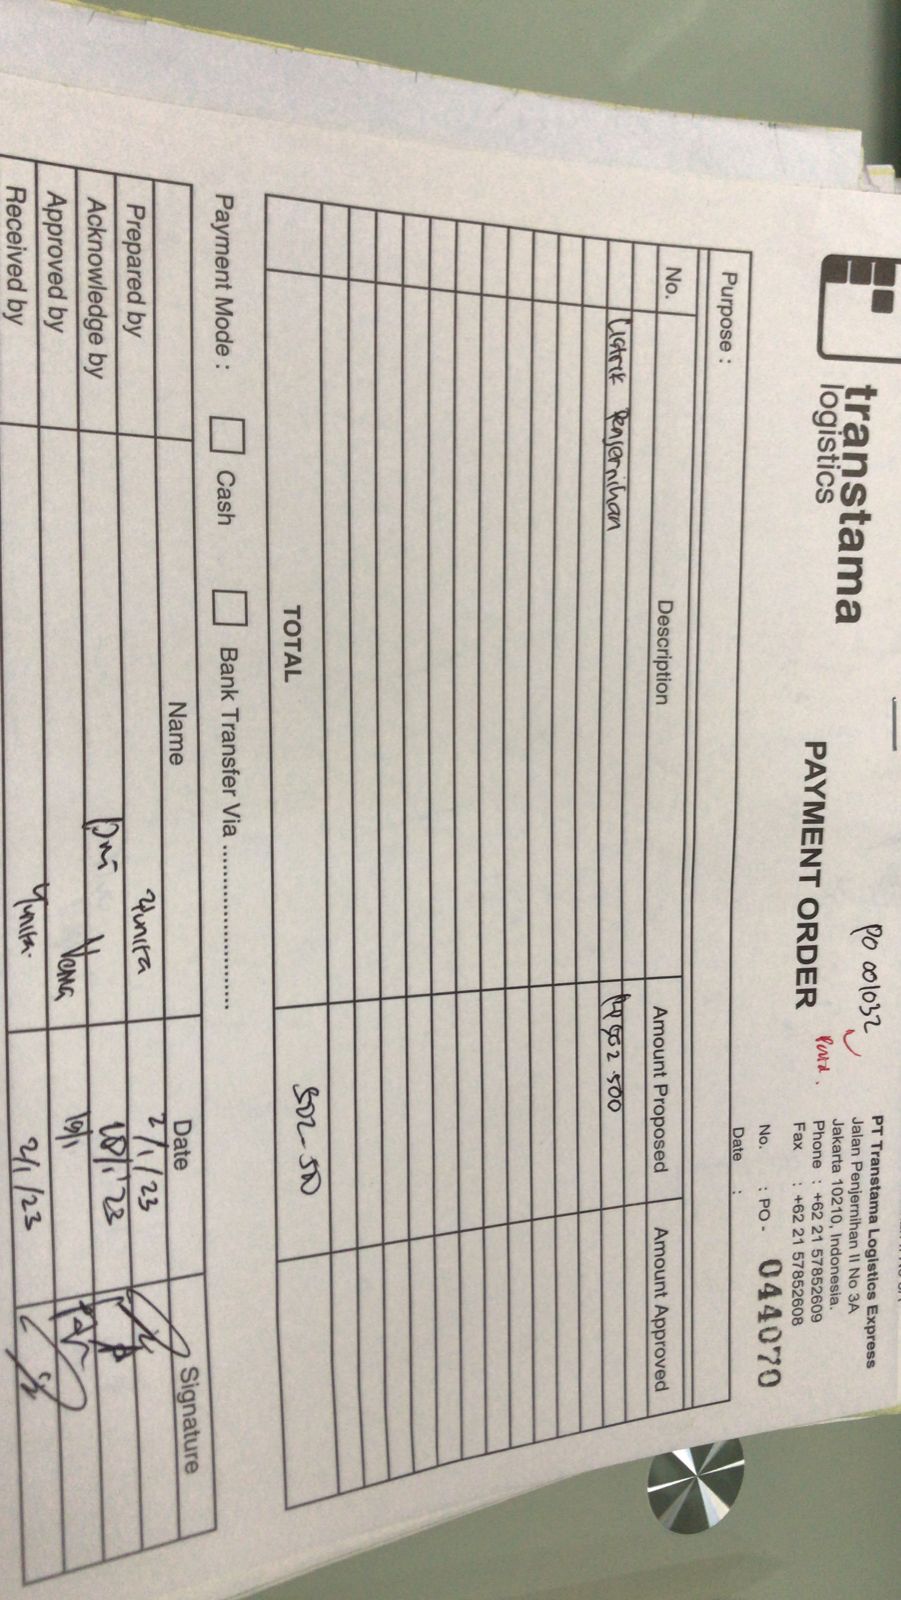 transtama
logistics
PAYMENT ORDER
PO 001032
Paid.
PT Transtama Logistics Express
Jalan Penjernihan II No 3A
Jakarta 10210, Indonesia.
Phone : +62 21 57852609
Fax : +62 21 57852608
No. : PO - 044070
Date :
Purpose :
No. Description Amount Proposed Amount Approved
Listrik Penjernihan 502.500
TOTAL 502.500
Payment Mode : Cash Bank Transfer Via ........................
Name Date Signature
Prepared by Yunita 2/1/23
Acknowledge by Dwi 10/1'23
Approved by 10/1
Received by Yunita. 2/1/23